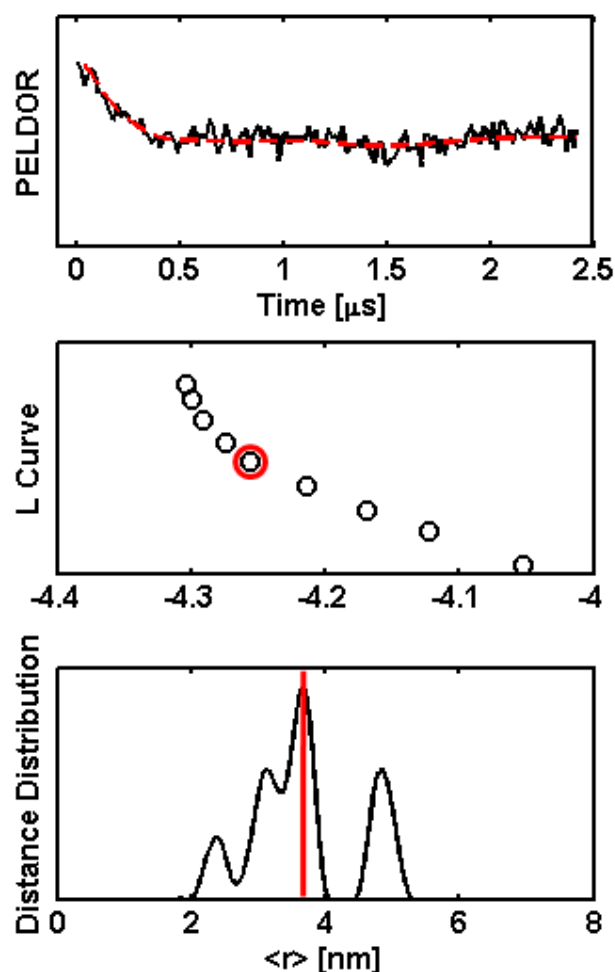 PELDOR
0 0.5 1 1.5 2 2.5
Time [μs]
L Curve
-4.4 -4.3 -4.2 -4.1 -4
Distance Distribution
0 2 4 6 8
<r> [nm]